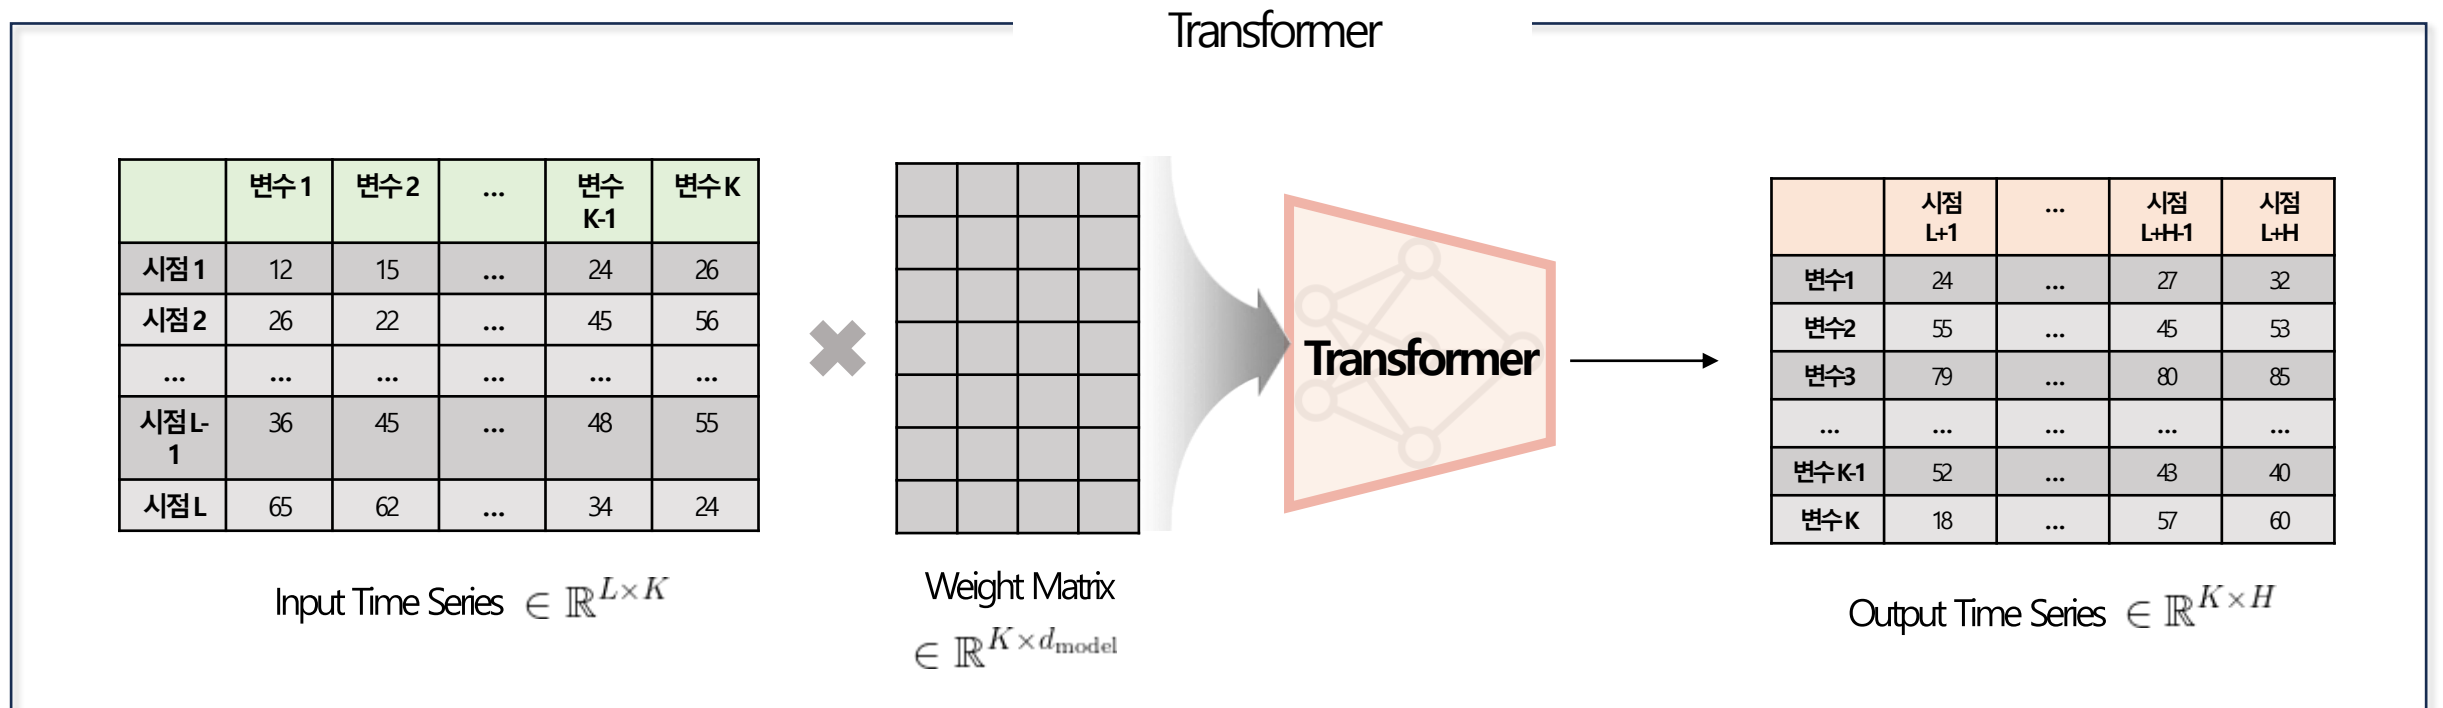 Transformer
변수 1 변수 2 ... 변수 K-1 변수 K
시점 1 12 15 ... 24 26
시점 2 26 22 ... 45 56
... ... ... ... ... ...
시점 L-1 36 45 ... 48 55
시점 L 65 62 ... 34 24
Input Time Series ∈ ℝ^{L×K}
Weight Matrix
∈ ℝ^{K×d_model}
Transformer
시점 L+1 ... 시점 L+H-1 시점 L+H
변수1 24 ... 27 32
변수2 55 ... 45 53
변수3 79 ... 80 85
... ... ... ... ...
변수 K-1 52 ... 43 40
변수 K 18 ... 57 60
Output Time Series ∈ ℝ^{K×H}